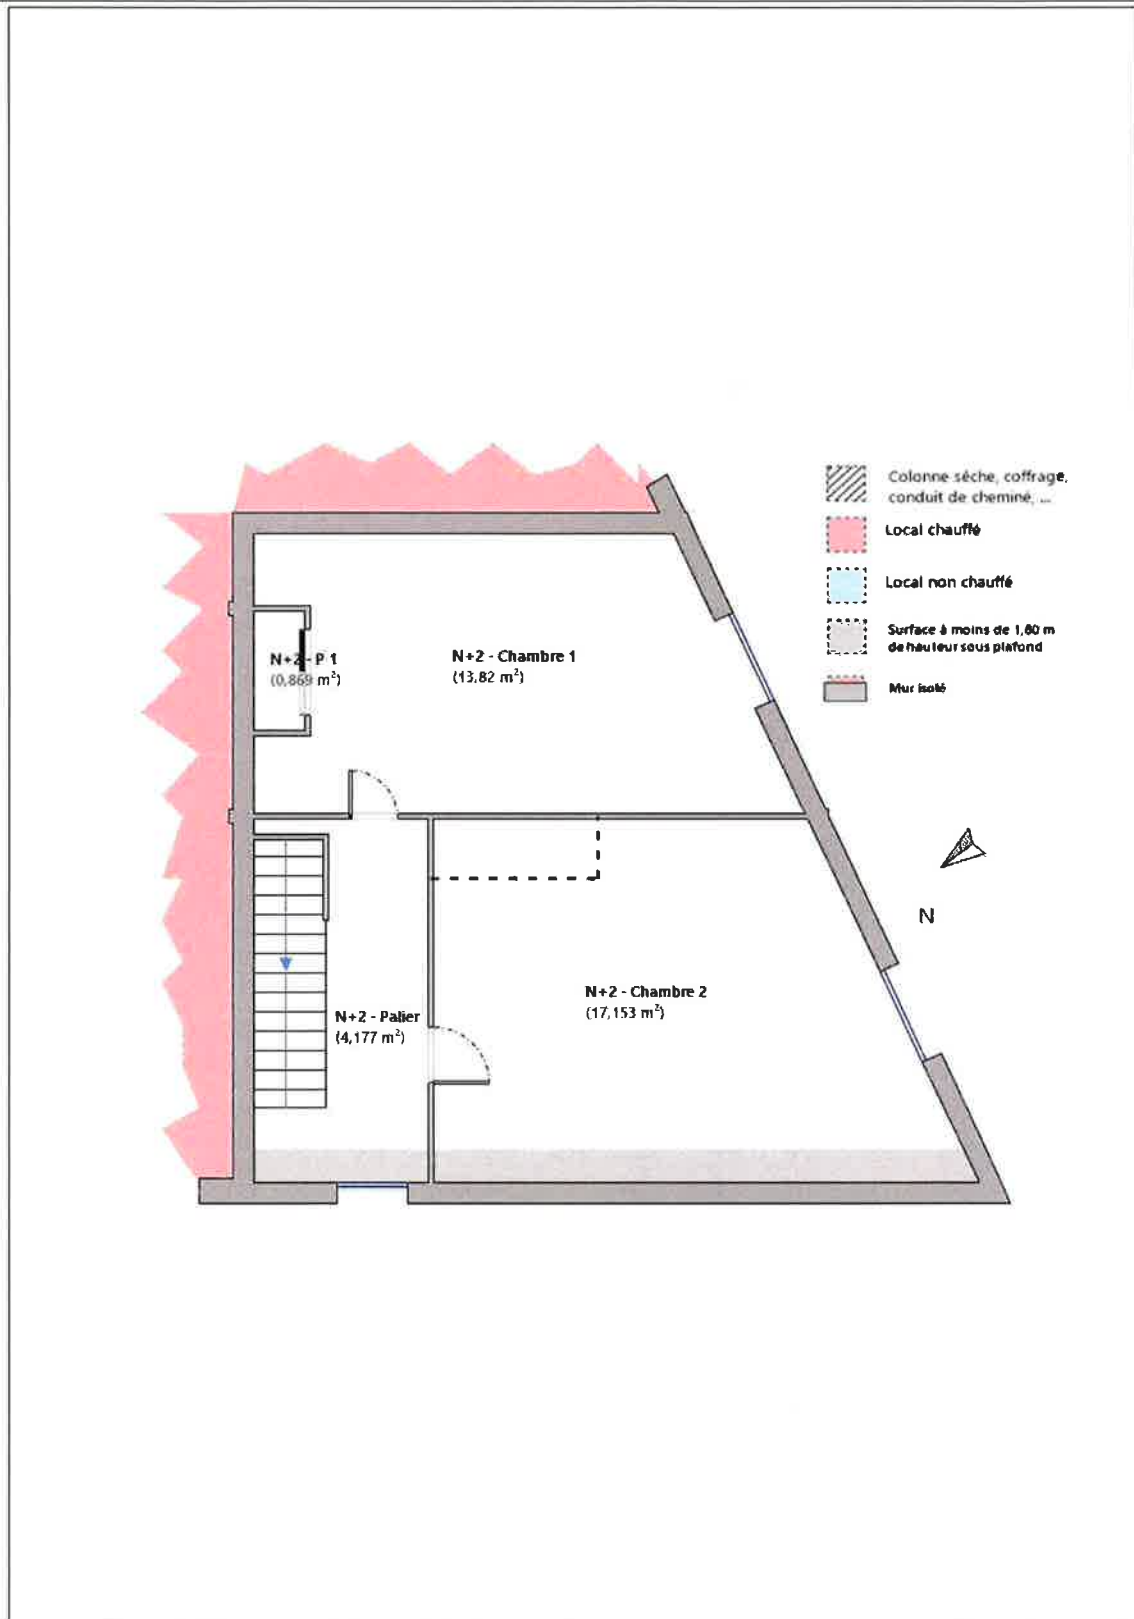 Colonne sèche, coffrage,
conduit de cheminé, ...
Local chauffé
Local non chauffé
Surface à moins de 1,80 m
de hauteur sous plafond
Mur isolé
N+2 - P 1
(0,869 m²)
N+2 - Chambre 1
(13,82 m²)
N
N+2 - Chambre 2
(17,153 m²)
N+2 - Palier
(4,177 m²)